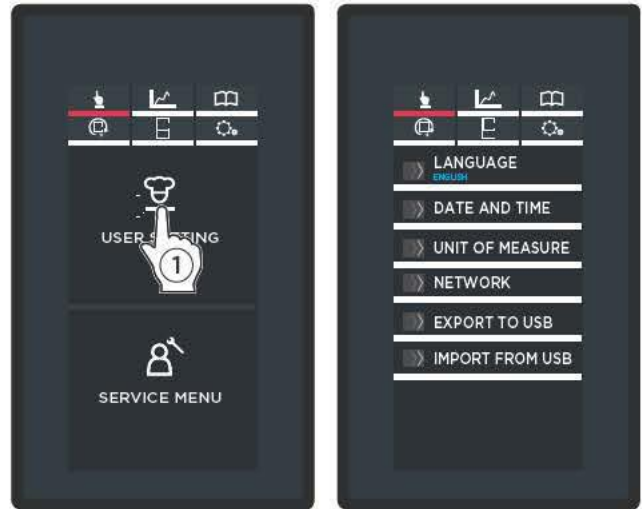 USER SETTING
1
SERVICE MENU
LANGUAGE
ENGLISH
DATE AND TIME
UNIT OF MEASURE
NETWORK
EXPORT TO USB
IMPORT FROM USB